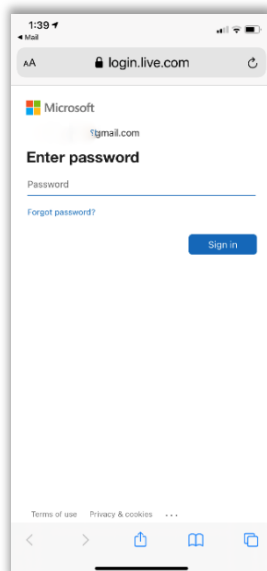 1:39
Mail
AA login.live.com
Microsoft
gmail.com
Enter password
Password
Forgot password?
Sign in
Terms of use Privacy & cookies ...